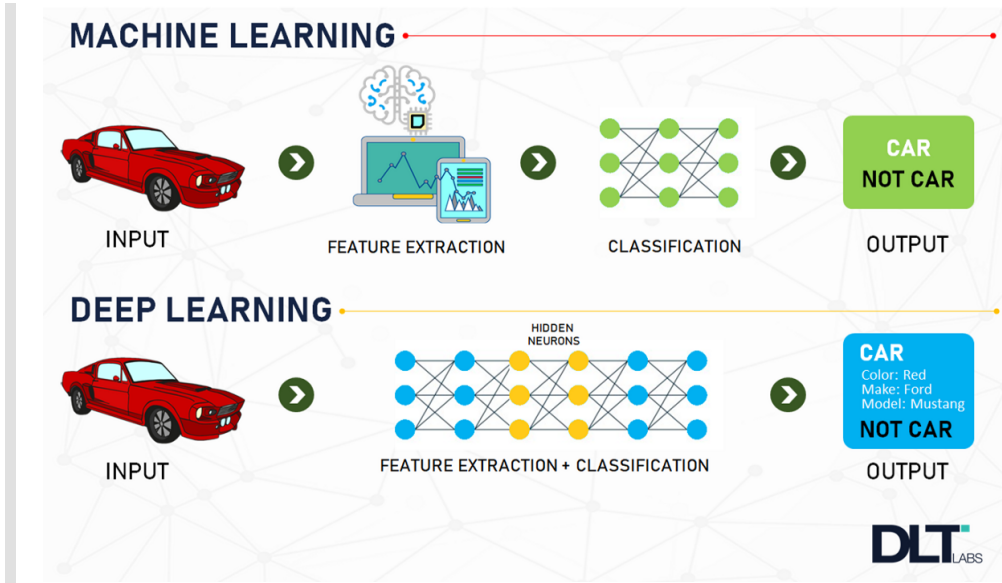 MACHINE LEARNING
INPUT
FEATURE EXTRACTION
CLASSIFICATION
CAR
NOT CAR
OUTPUT
DEEP LEARNING
INPUT
HIDDEN
NEURONS
FEATURE EXTRACTION + CLASSIFICATION
CAR
Color: Red
Make: Ford
Model: Mustang
NOT CAR
OUTPUT
DLT LABS